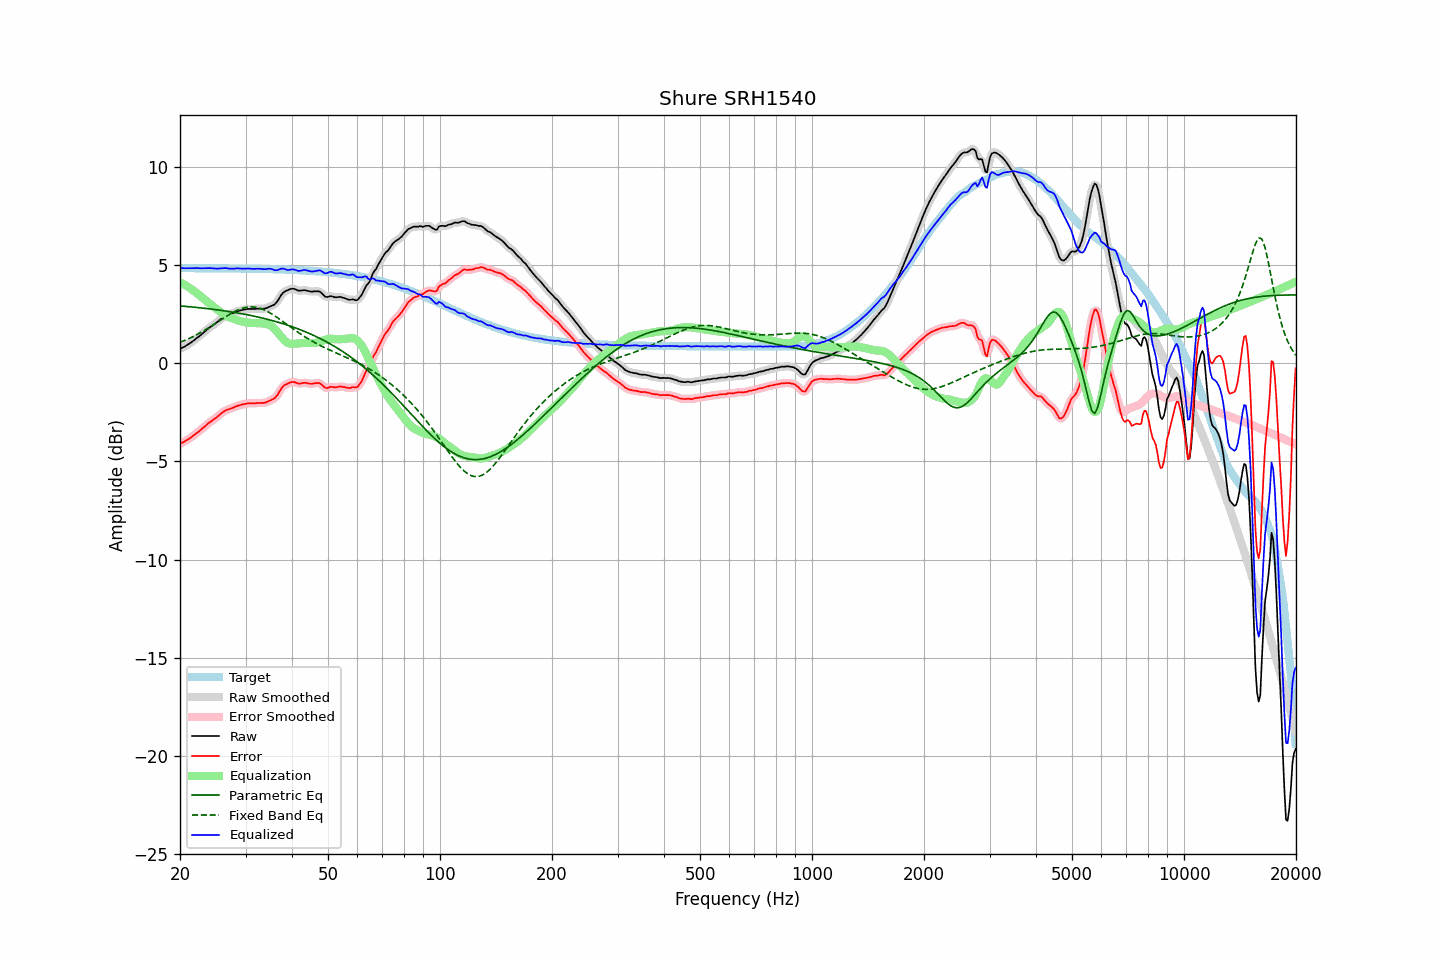 Shure SRH1540
Amplitude (dBr)
10
5
0
−5
−10
−15
−20
−25
Target
Raw Smoothed
Error Smoothed
Raw
Error
Equalization
Parametric Eq
Fixed Band Eq
Equalized
20 50 100 200 500 1000 2000 5000 10000 20000
Frequency (Hz)